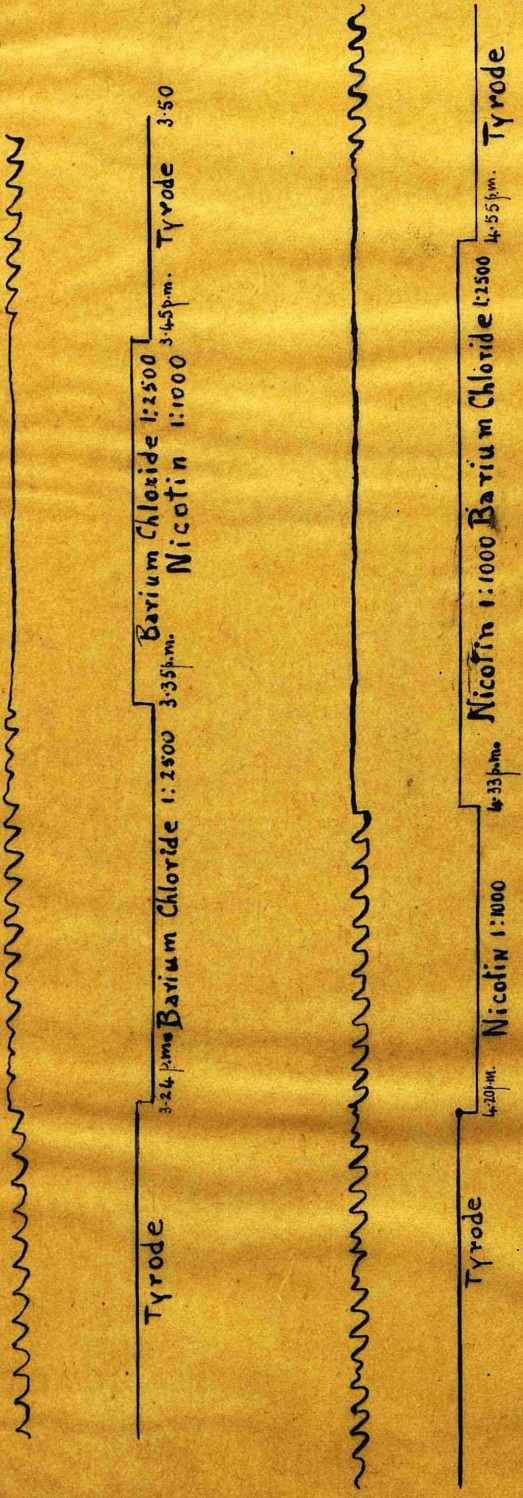 Tyrode
3·24 p.m. Barium Chloride 1:2500
3·35 p.m. Barium Chloride 1:2500
Nicotin 1:1000
3·45 p.m. Tyrode 3·50
Tyrode
4·20 p.m. Nicotin 1:1000
4·33 p.m. Nicotin 1:1000 Barium Chloride 1:2500
4·55 p.m. Tyrode